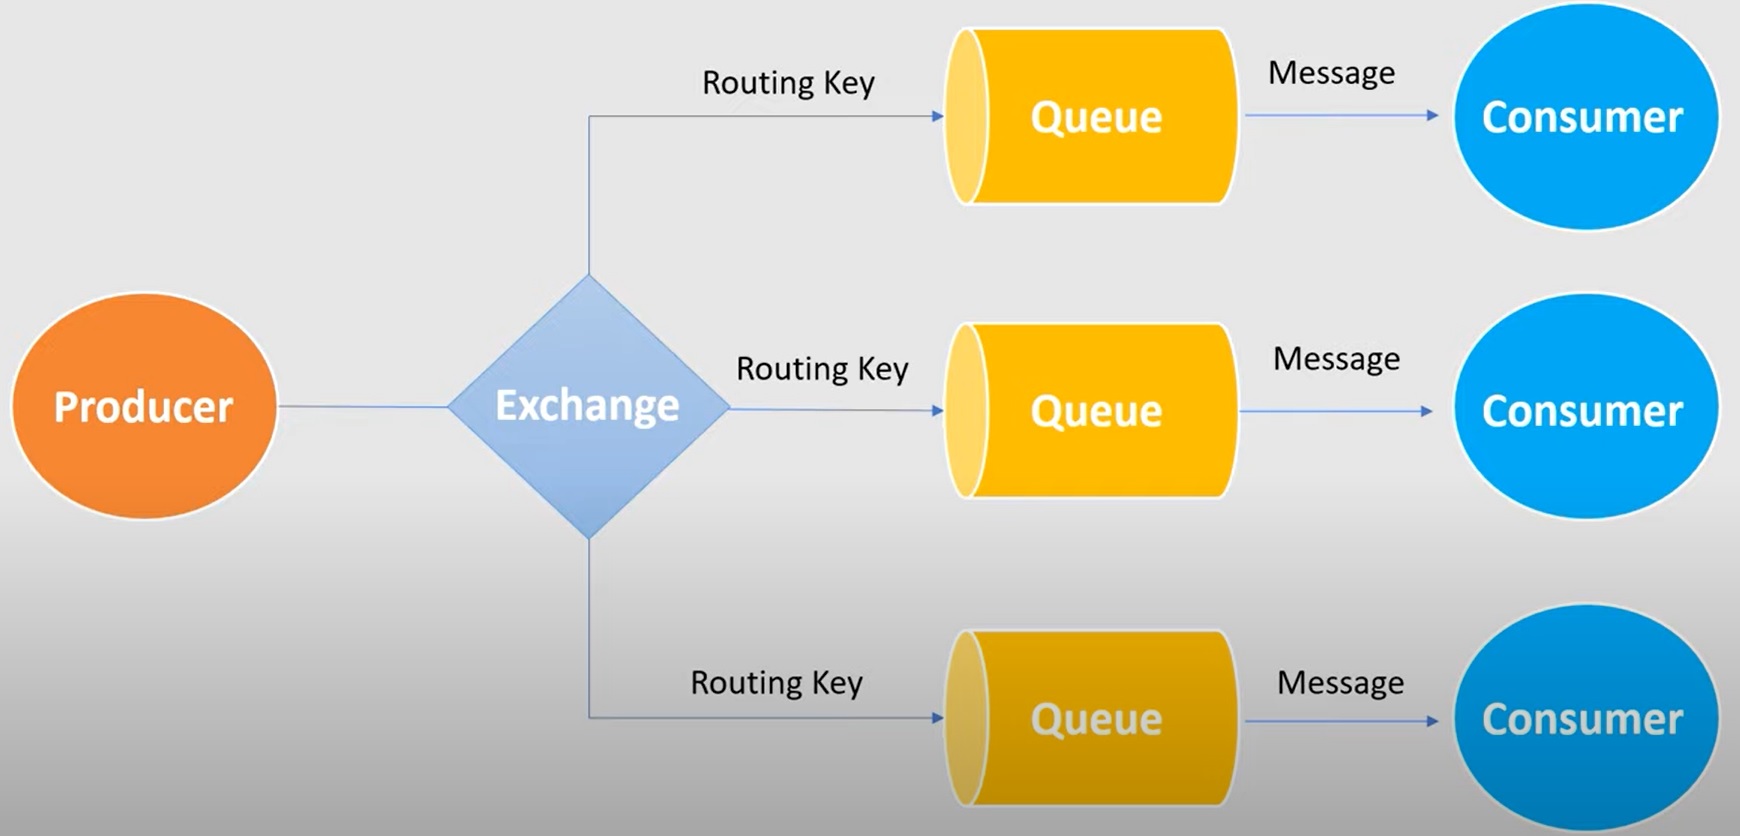 Routing Key
Queue
Message
Consumer
Producer
Exchange
Routing Key
Queue
Message
Consumer
Routing Key
Queue
Message
Consumer